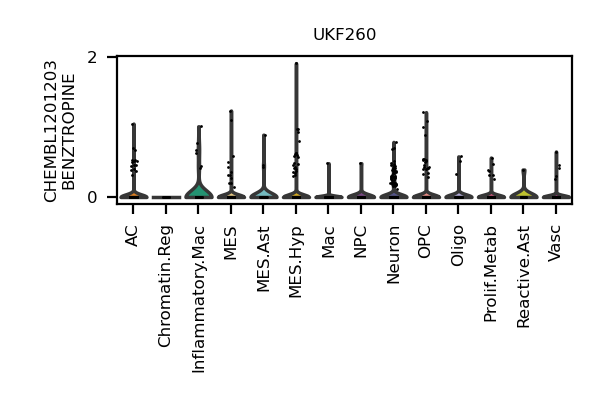 UKF260
CHEMBL1201203
BENZTROPINE
2
0
AC
Chromatin.Reg
Inflammatory.Mac
MES
MES.Ast
MES.Hyp
Mac
NPC
Neuron
OPC
Oligo
Prolif.Metab
Reactive.Ast
Vasc